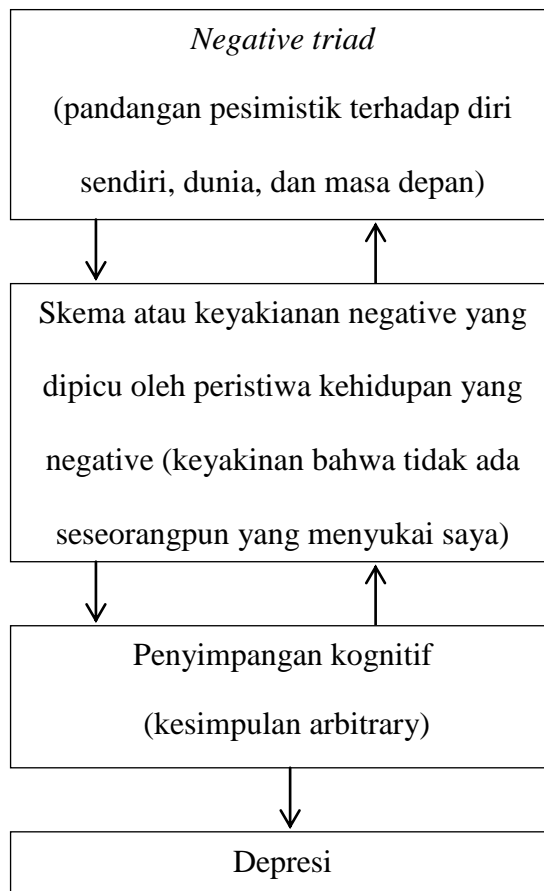 Negative triad
(pandangan pesimistik terhadap diri
sendiri, dunia, dan masa depan)
Skema atau keyakianan negative yang
dipicu oleh peristiwa kehidupan yang
negative (keyakinan bahwa tidak ada
seseorangpun yang menyukai saya)
Penyimpangan kognitif
(kesimpulan arbitrary)
Depresi